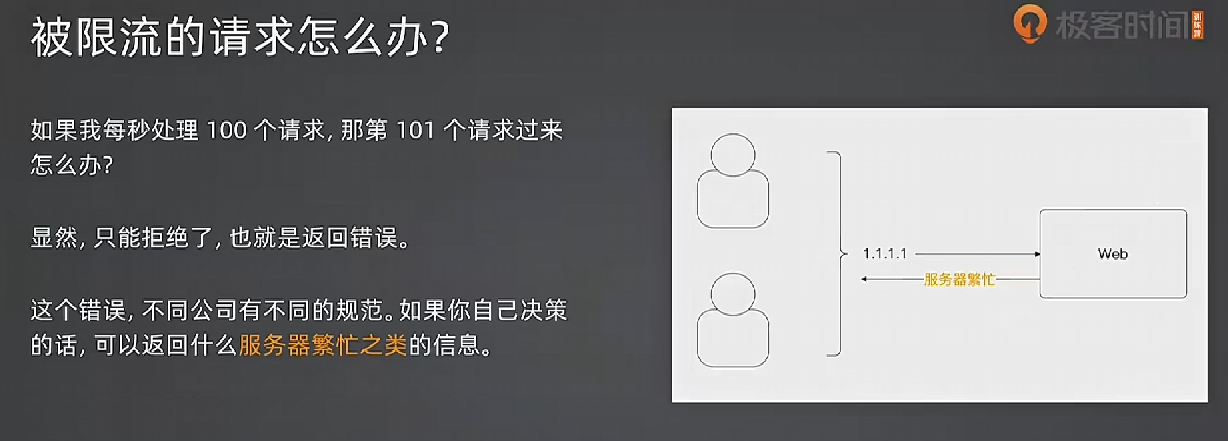 被限流的请求怎么办?
极客时间
训练营
如果我每秒处理 100 个请求, 那第 101 个请求过来
怎么办?
显然, 只能拒绝了, 也就是返回错误。
这个错误, 不同公司有不同的规范。如果你自己决策
的话, 可以返回什么服务器繁忙之类的信息。
1.1.1.1
Web
服务器繁忙